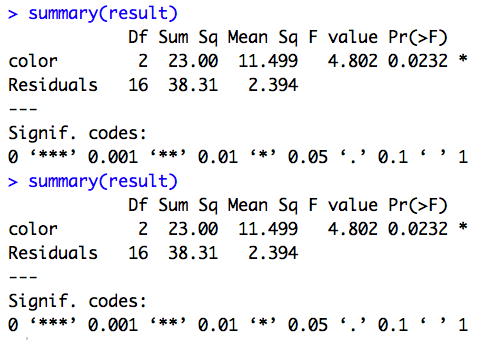 > summary(result)
            Df Sum Sq Mean Sq F value Pr(>F)
color        2  23.00  11.499   4.802 0.0232 *
Residuals   16  38.31   2.394
---
Signif. codes:
0 ‘***’ 0.001 ‘**’ 0.01 ‘*’ 0.05 ‘.’ 0.1 ‘ ’ 1
> summary(result)
            Df Sum Sq Mean Sq F value Pr(>F)
color        2  23.00  11.499   4.802 0.0232 *
Residuals   16  38.31   2.394
---
Signif. codes:
0 ‘***’ 0.001 ‘**’ 0.01 ‘*’ 0.05 ‘.’ 0.1 ‘ ’ 1